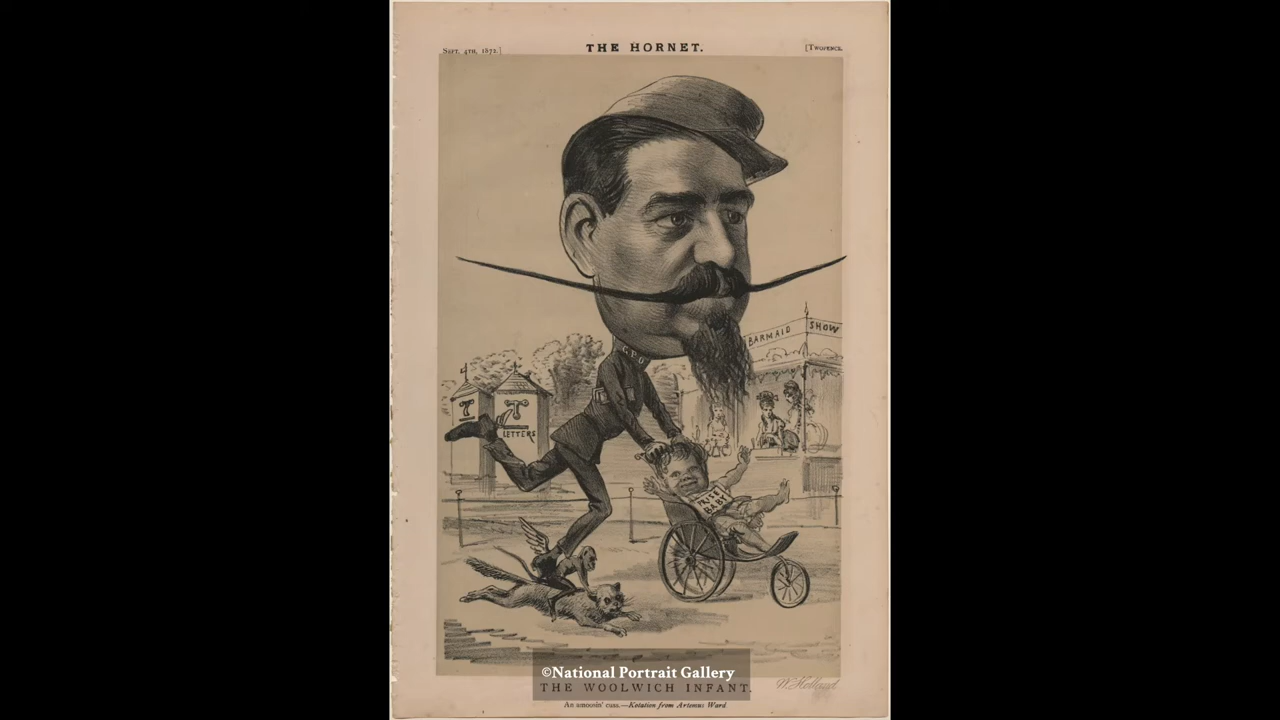 SEPT. 4TH, 1872.]
THE HORNET.
[TWOPENCE.
BARMAID SHOW
T
T
LETTERS
PRISE
BABY
©National Portrait Gallery
THE WOOLWICH INFANT.
An amoosin' cuss.—Kotation from Artemus Ward